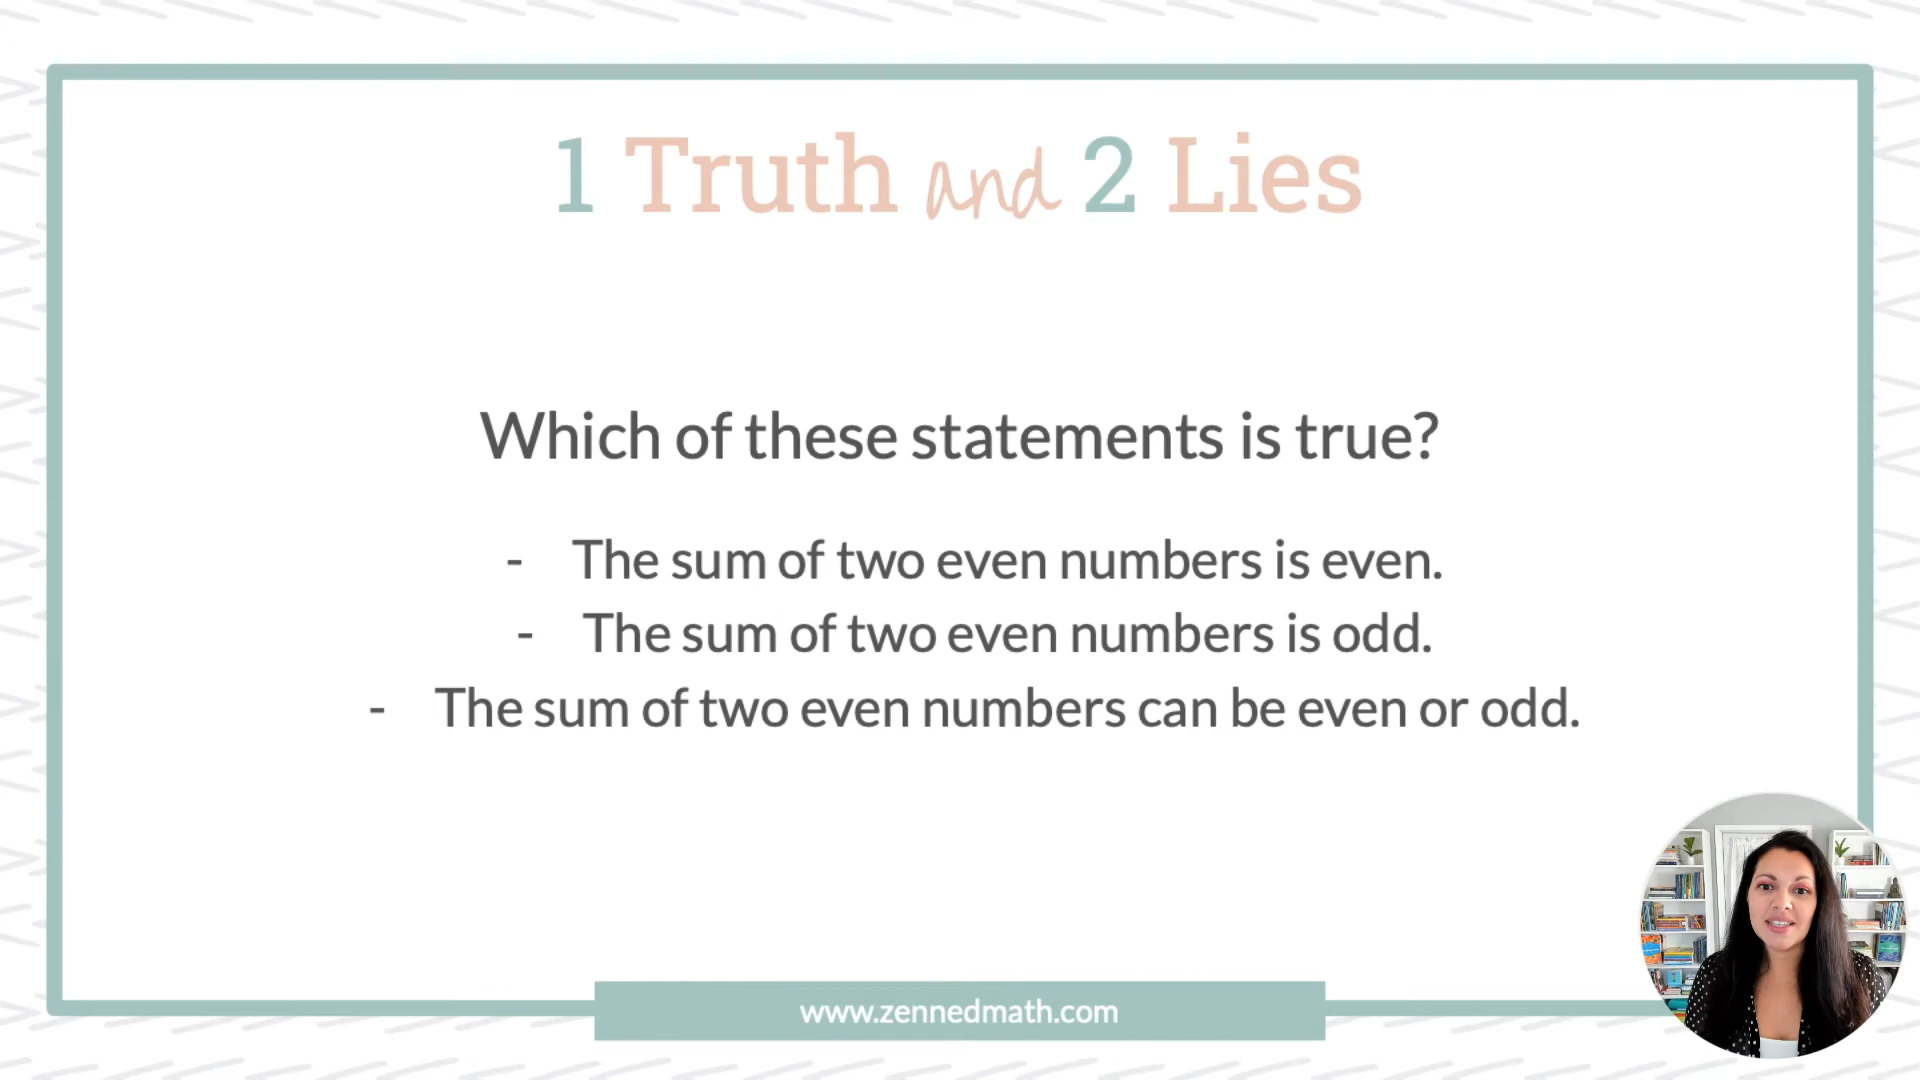 1 Truth and 2 Lies
Which of these statements is true?
- The sum of two even numbers is even.
- The sum of two even numbers is odd.
- The sum of two even numbers can be even or odd.
www.zennedmath.com